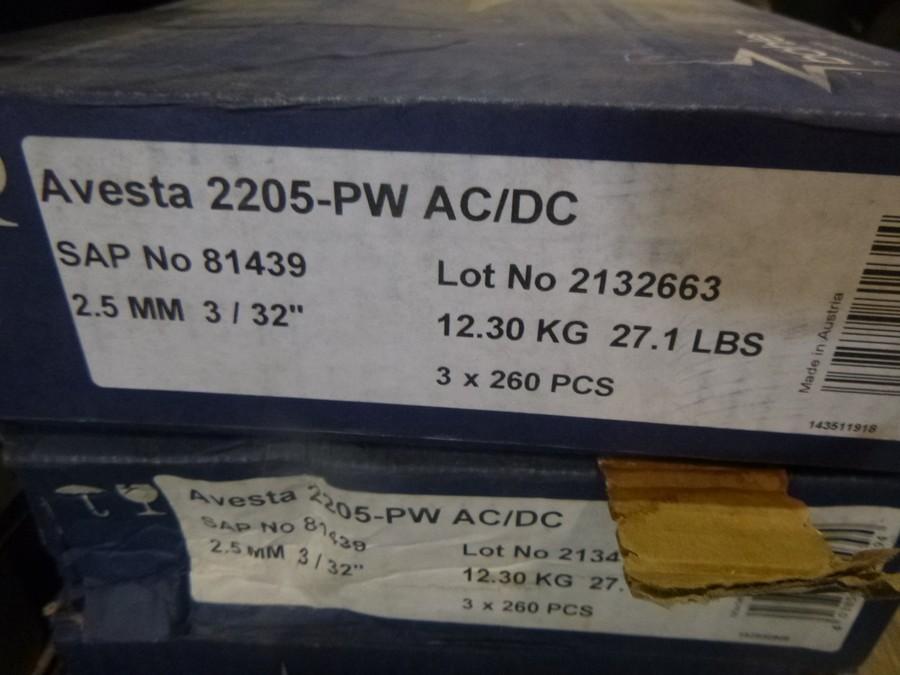 Avesta 2205-PW AC/DC
SAP No 81439
Lot No 2132663
2.5 MM 3 / 32"
12.30 KG 27.1 LBS
3 x 260 PCS
Made in Austria
143511918
Avesta 2205-PW AC/DC
SAP No 81439
Lot No 2134
2.5 MM 3 / 32"
12.30 KG 27.
3 x 260 PCS